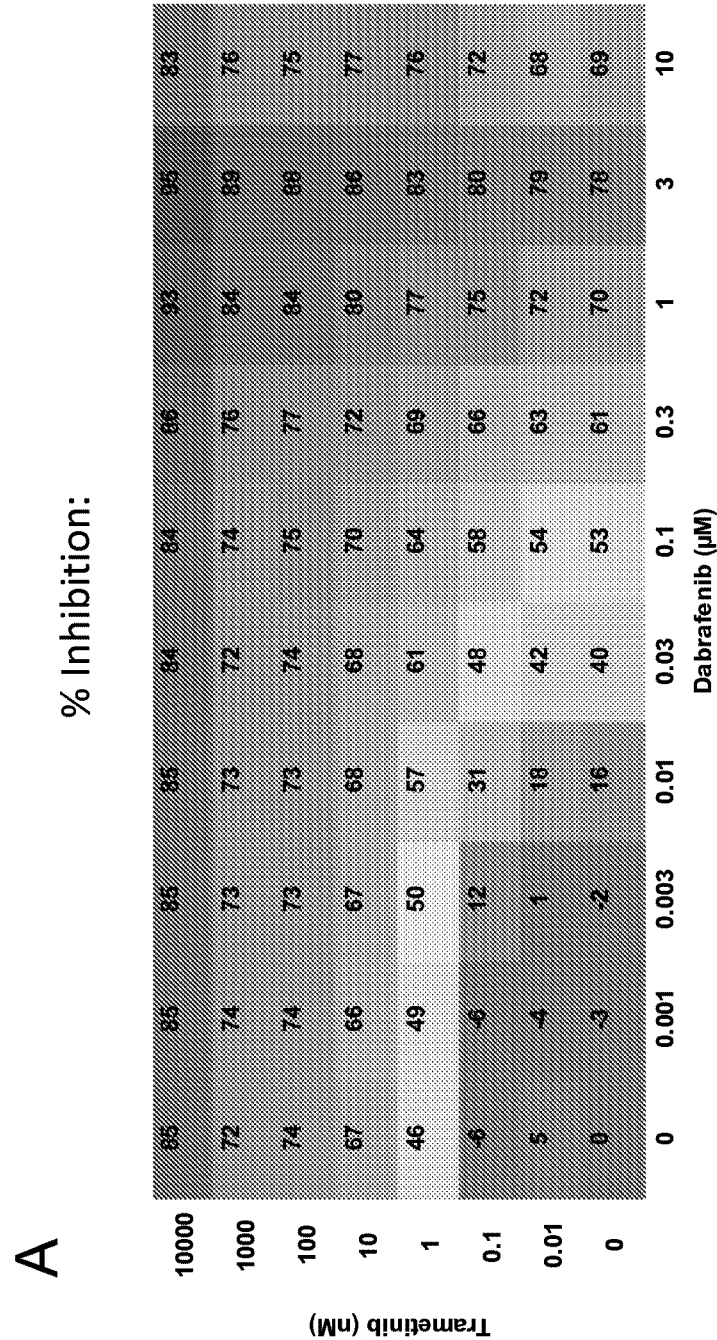 A
% Inhibition:
Trametinib (nM)
10000 85 85 85 85 84 84 86 93 95 83
1000 72 74 73 73 72 74 76 84 89 76
100 74 74 73 73 74 75 77 84 88 75
10 67 66 67 68 68 70 72 80 86 77
1 46 49 50 57 61 64 69 77 83 76
0.1 -6 -6 12 31 48 58 66 75 80 72
0.01 5 -4 1 18 42 54 63 72 79 68
0 0 -3 -2 16 40 53 61 70 78 69
0 0.001 0.003 0.01 0.03 0.1 0.3 1 3 10
Dabrafenib (µM)